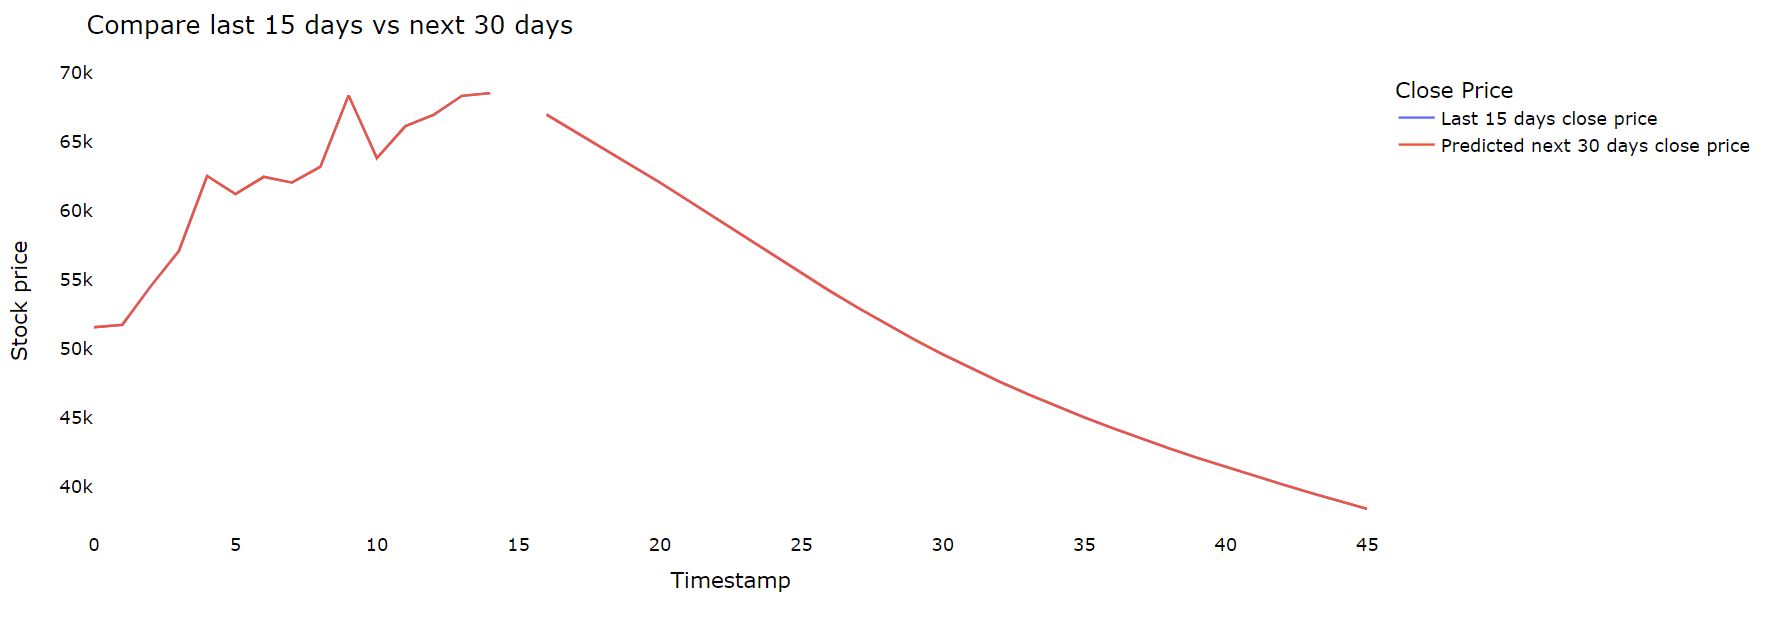 Compare last 15 days vs next 30 days
70k
65k
60k
55k
50k
45k
40k
Stock price
0 5 10 15 20 25 30 35 40 45
Timestamp
Close Price
Last 15 days close price
Predicted next 30 days close price